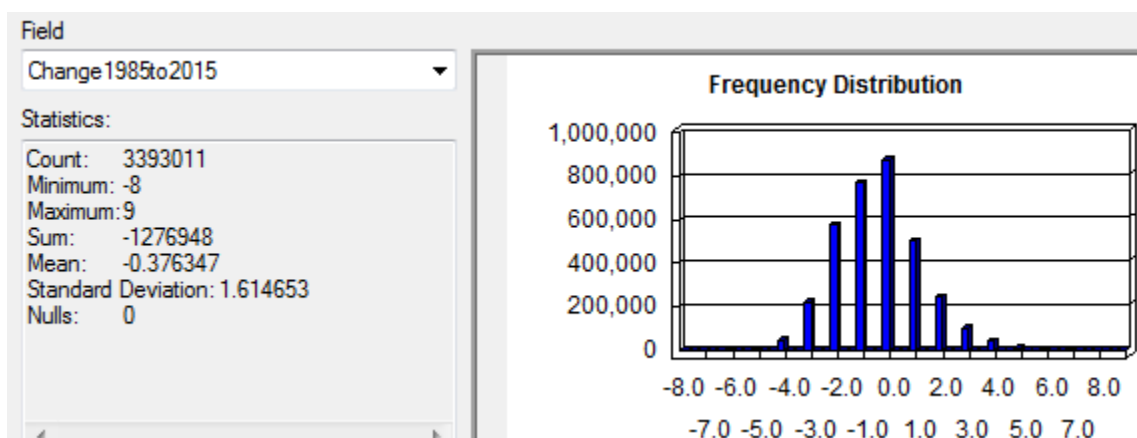 Field
Change1985to2015
Statistics:
Count: 3393011
Minimum: -8
Maximum: 9
Sum: -1276948
Mean: -0.376347
Standard Deviation: 1.614653
Nulls: 0
Frequency Distribution
1,000,000
800,000
600,000
400,000
200,000
0
-8.0 -6.0 -4.0 -2.0 0.0 2.0 4.0 6.0 8.0
-7.0 -5.0 -3.0 -1.0 1.0 3.0 5.0 7.0